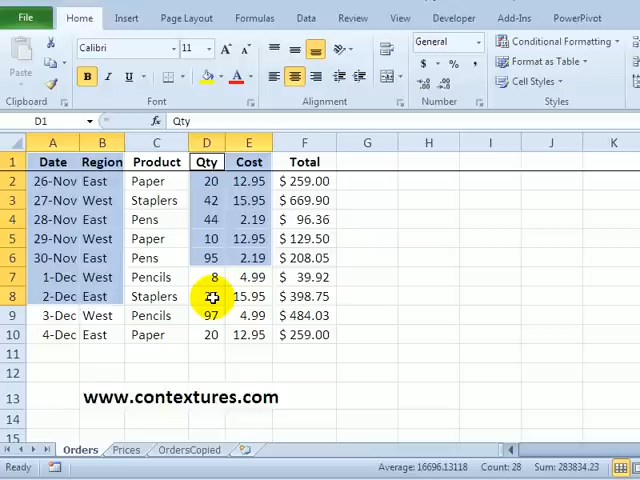 File Home Insert Page Layout Formulas Data Review View Developer Add-Ins PowerPivot
Calibri 11 A A General Conditional Formatting
Paste B I U A $ % , Format as Table
Cell Styles
Clipboard Font Alignment Number Styles
D1 fx Qty
A B C D E F G H I J K
1 Date Region Product Qty Cost Total
2 26-Nov East Paper 20 12.95 $ 259.00
3 27-Nov West Staplers 42 15.95 $ 669.90
4 28-Nov East Pens 44 2.19 $ 96.36
5 29-Nov West Paper 10 12.95 $ 129.50
6 30-Nov East Pens 95 2.19 $ 208.05
7 1-Dec West Pencils 8 4.99 $ 39.92
8 2-Dec East Staplers 15.95 $ 398.75
9 3-Dec West Pencils 97 4.99 $ 484.03
10 4-Dec East Paper 20 12.95 $ 259.00
11
12
13 www.contextures.com
14
15
Orders Prices OrdersCopied
Ready Average: 16696.13118 Count: 28 Sum: 283834.23